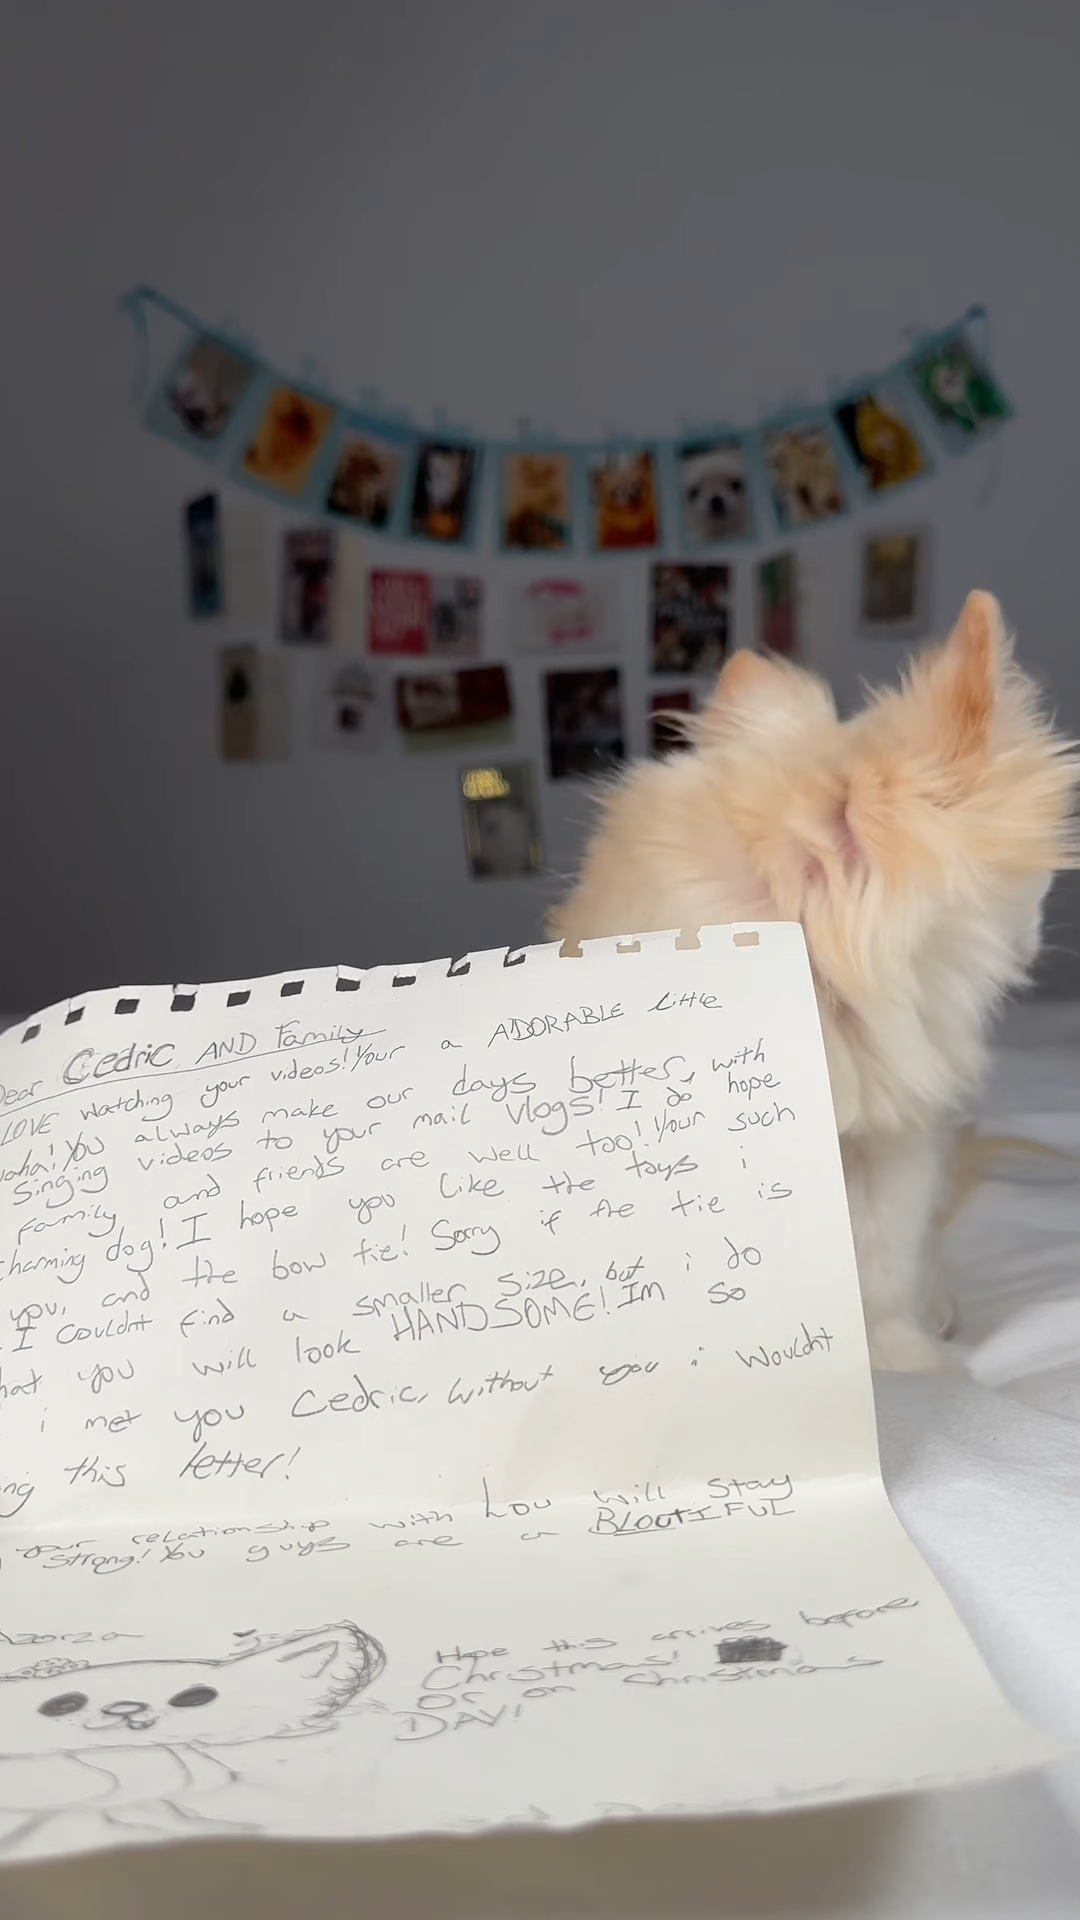 Dear Cedric AND Family
LOVE watching your videos! Your a ADORABLE little
You always make our days better, with
singing videos to your mail vlogs! I do hope
family and friends are well too! Your such
charming dog! I hope you like the toys i
you, and the bow tie! Sorry if the tie is
I Couldnt find a smaller size, but i do
you will look HANDSOME! Im so
i met you Cedric, without you i Wouldnt
this letter!
your relationship with Lou will stay
strong! You guys are a
Hope this arrives before
Christmas!
or on Christmas
DAY!